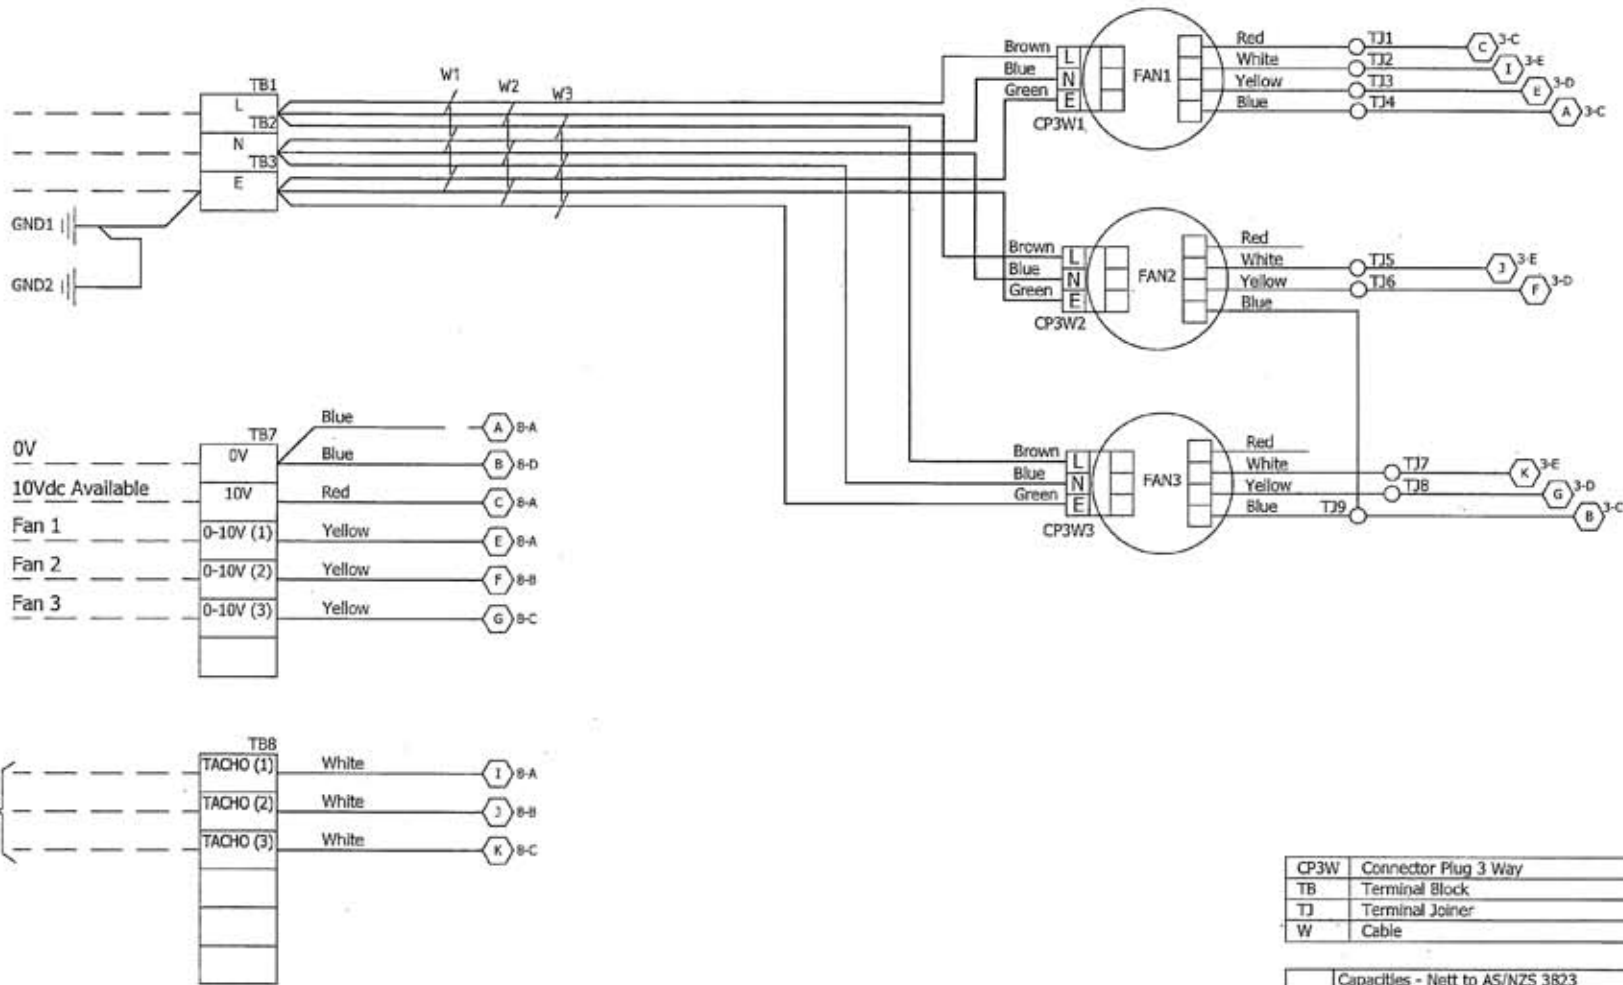 TB1
L
TB2
N
TB3
E
GND1
GND2
W1
W2
W3
Brown L
Blue N
Green E
CP3W1
FAN1
Red TJ1 C 3-C
White TJ2 I 3-E
Yellow TJ3 E 3-D
Blue TJ4 A 3-C
Brown L
Blue N
Green E
CP3W2
FAN2
Red
White TJ5 J 3-E
Yellow TJ6 F 3-D
Blue
Brown L
Blue N
Green E
CP3W3
FAN3
Red
White TJ7 K 3-E
Yellow TJ8 G 3-D
Blue TJ9 B 3-C
TB7
0V 0V Blue A 8-A
Blue B 8-D
10Vdc Available 10V Red C 8-A
Fan 1 0-10V (1) Yellow E 8-A
Fan 2 0-10V (2) Yellow F 8-B
Fan 3 0-10V (3) Yellow G 8-C
TB8
TACHO (1) White I 8-A
TACHO (2) White J 8-B
TACHO (3) White K 8-C
CP3W Connector Plug 3 Way
TB Terminal Block
TJ Terminal Joiner
W Cable
Capacities - Nett to AS/NZS 3823